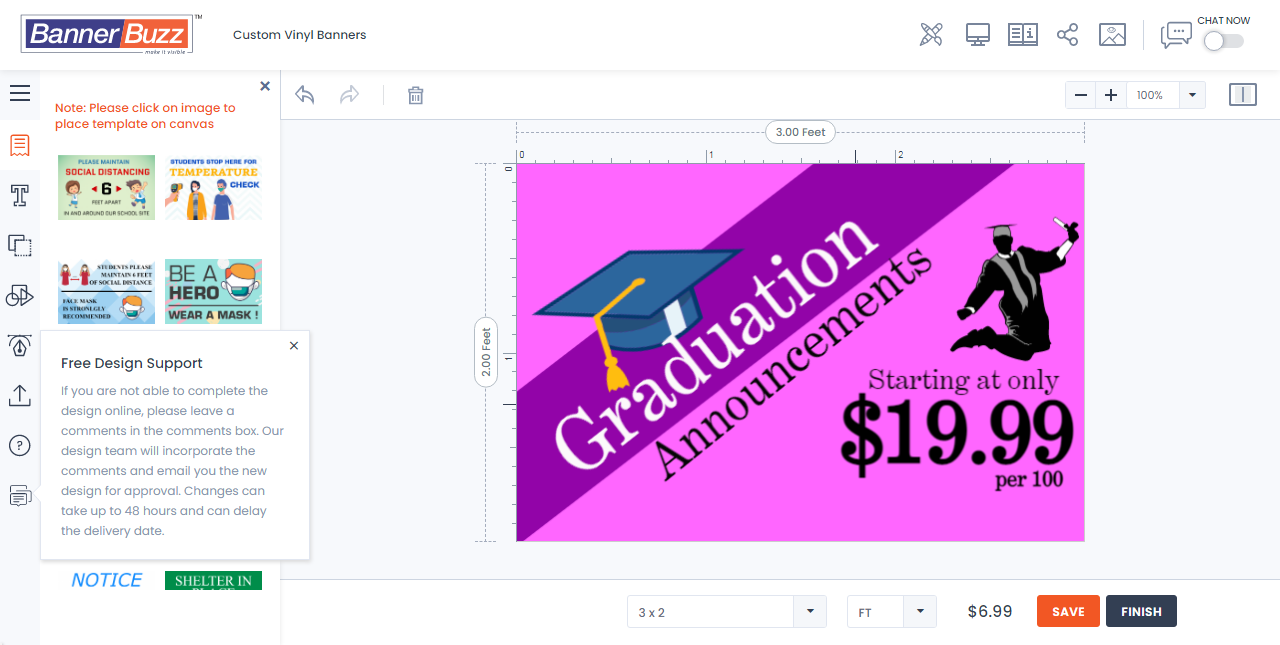 BannerBuzz™
make it visible
Custom Vinyl Banners
CHAT NOW
Note: Please click on image to
place template on canvas
PLEASE MAINTAIN
SOCIAL DISTANCING
6
FEET APART
IN AND AROUND OUR SCHOOL SITE
STUDENTS STOP HERE FOR
TEMPERATURE
CHECK
STUDENTS PLEASE
MAINTAIN 6 FEET
OF SOCIAL DISTANCE
FACE MASK
IS STRONGLY
RECOMMENDED
BE A
HERO
WEAR A MASK !
Free Design Support
If you are not able to complete the
design online, please leave a
comments in the comments box. Our
design team will incorporate the
comments and email you the new
design for approval. Changes can
take up to 48 hours and can delay
the delivery date.
NOTICE
SHELTER IN
PLACE
100%
3.00 Feet
0
1
2
0
1
2.00 Feet
Graduation
Announcements
Starting at only
$19.99
per 100
3 x 2
FT
$6.99
SAVE
FINISH